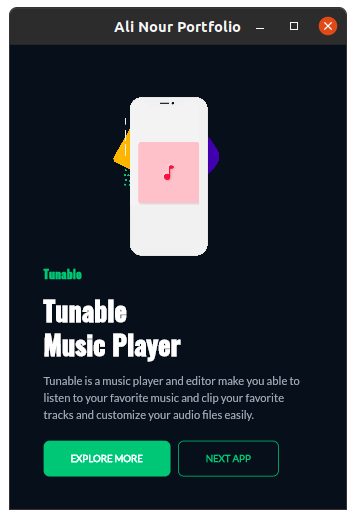 Ali Nour Portfolio
Tunable
Tunable
Music Player
Tunable is a music player and editor make you able to
listen to your favorite music and clip your favorite
tracks and customize your audio files easily.
EXPLORE MORE
NEXT APP